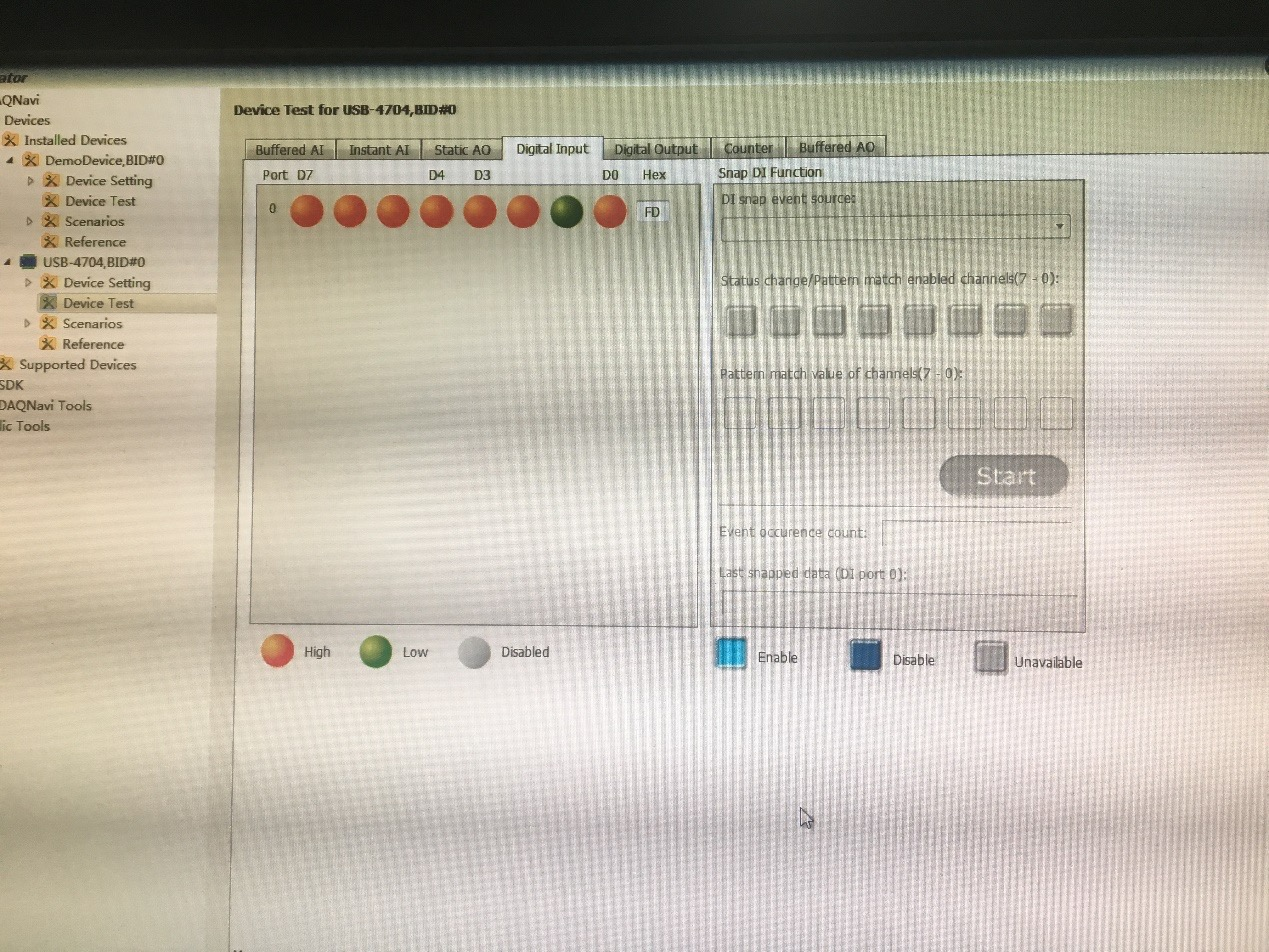 ator
AQNavi
Devices
Installed Devices
DemoDevice,BID#0
Device Setting
Device Test
Scenarios
Reference
USB-4704,BID#0
Device Setting
Device Test
Scenarios
Reference
Supported Devices
SDK
DAQNavi Tools
lic Tools
Device Test for USB-4704,BID#0
Buffered AI Instant AI Static AO Digital Input Digital Output Counter Buffered AO
Port D7 D4 D3 D0 Hex
0 FD
High Low Disabled
Snap DI Function
DI snap event source:
Status change/Pattern match enabled channels(7 - 0):
Pattern match value of channels(7 - 0):
Start
Event occurence count:
Last snapped data (DI port 0):
Enable Disable Unavailable